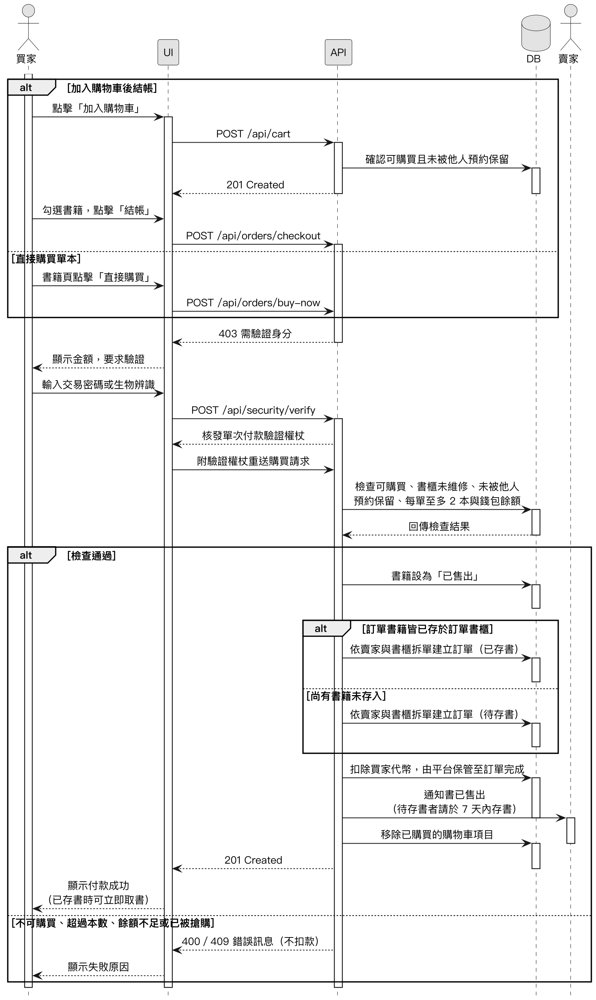 買家
UI
API
DB
賣家
alt
[加入購物車後結帳]
點擊「加入購物車」
POST /api/cart
確認可購買且未被他人預約保留
201 Created
勾選書籍，點擊「結帳」
POST /api/orders/checkout
[直接購買單本]
書籍頁點擊「直接購買」
POST /api/orders/buy-now
403 需驗證身分
顯示金額，要求驗證
輸入交易密碼或生物辨識
POST /api/security/verify
核發單次付款驗證權杖
附驗證權杖重送購買請求
檢查可購買、書櫃未維修、未被他人
預約保留、每單至多 2 本與錢包餘額
回傳檢查結果
alt
[檢查通過]
書籍設為「已售出」
alt
[訂單書籍皆已存於訂單書櫃]
依賣家與書櫃拆單建立訂單（已存書）
[尚有書籍未存入]
依賣家與書櫃拆單建立訂單（待存書）
扣除買家代幣，由平台保管至訂單完成
通知書已售出
（待存書者請於 7 天內存書）
移除已購買的購物車項目
201 Created
顯示付款成功
（已存書時可立即取書）
[不可購買、超過本數、餘額不足或已被搶購]
400 / 409 錯誤訊息（不扣款）
顯示失敗原因